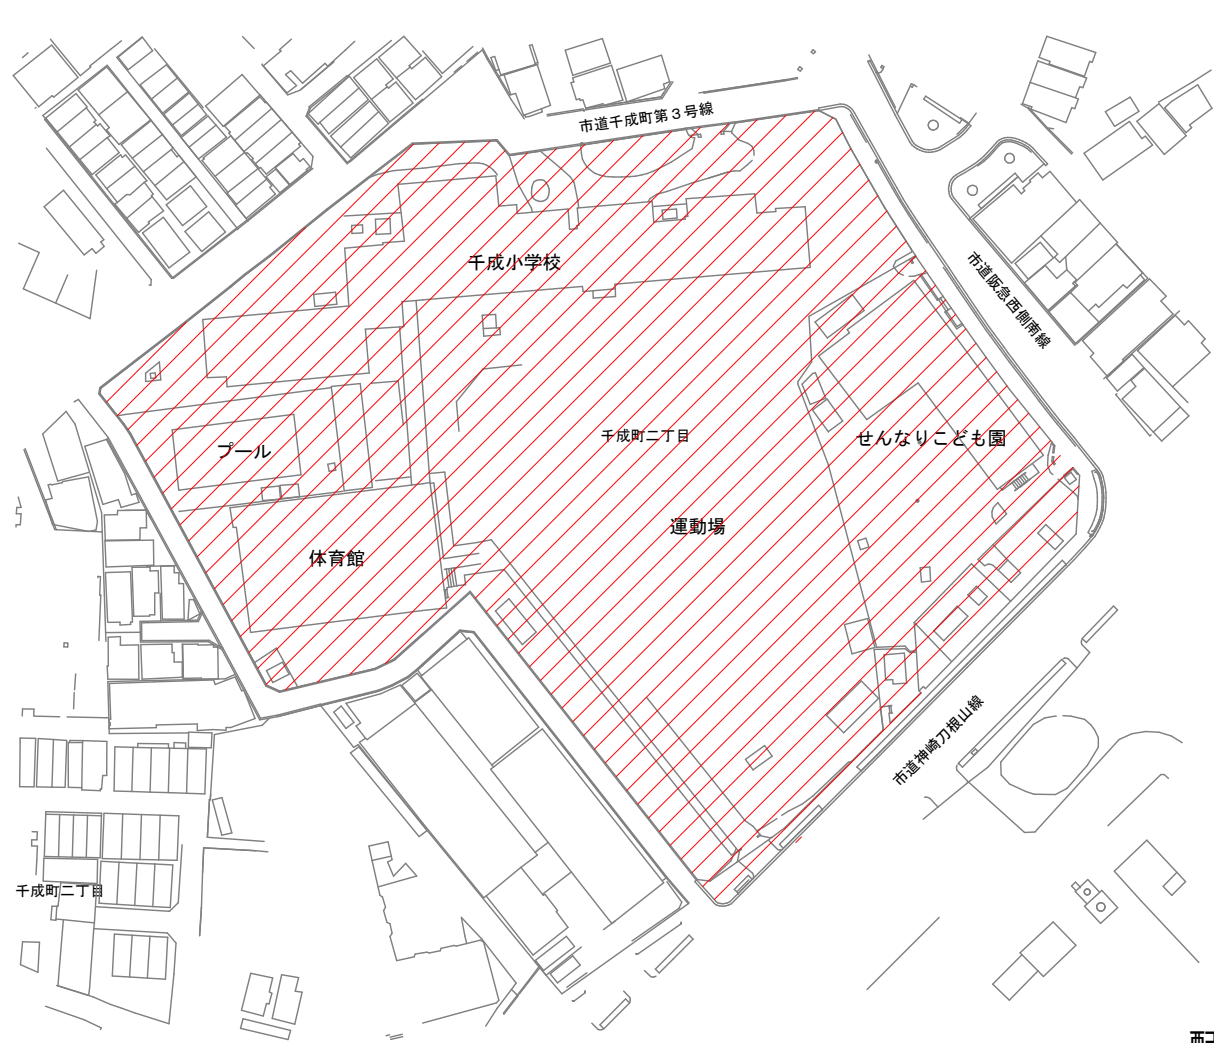 市道千成町第３号線
千成小学校
市道阪急西側南線
千成町二丁目
せんなりこども園
プール
運動場
体育館
市道神崎刀根山線
千成町二丁目